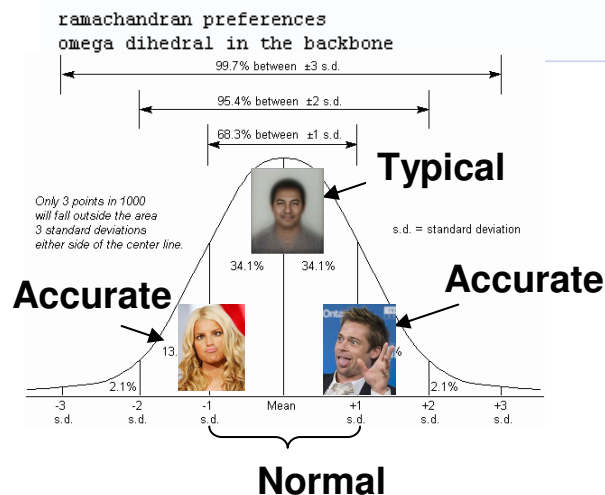 ramachandran preferences
omega dihedral in the backbone
99.7% between ±3 s.d.
95.4% between ±2 s.d.
68.3% between ±1 s.d.
Typical
Only 3 points in 1000
will fall outside the area
3 standard deviations
either side of the center line.
s.d. = standard deviation
34.1% 34.1%
Accurate Accurate
13. %
2.1% 2.1%
-3 -2 -1 Mean +1 +2 +3
s.d. s.d. s.d. s.d. s.d. s.d.
Normal